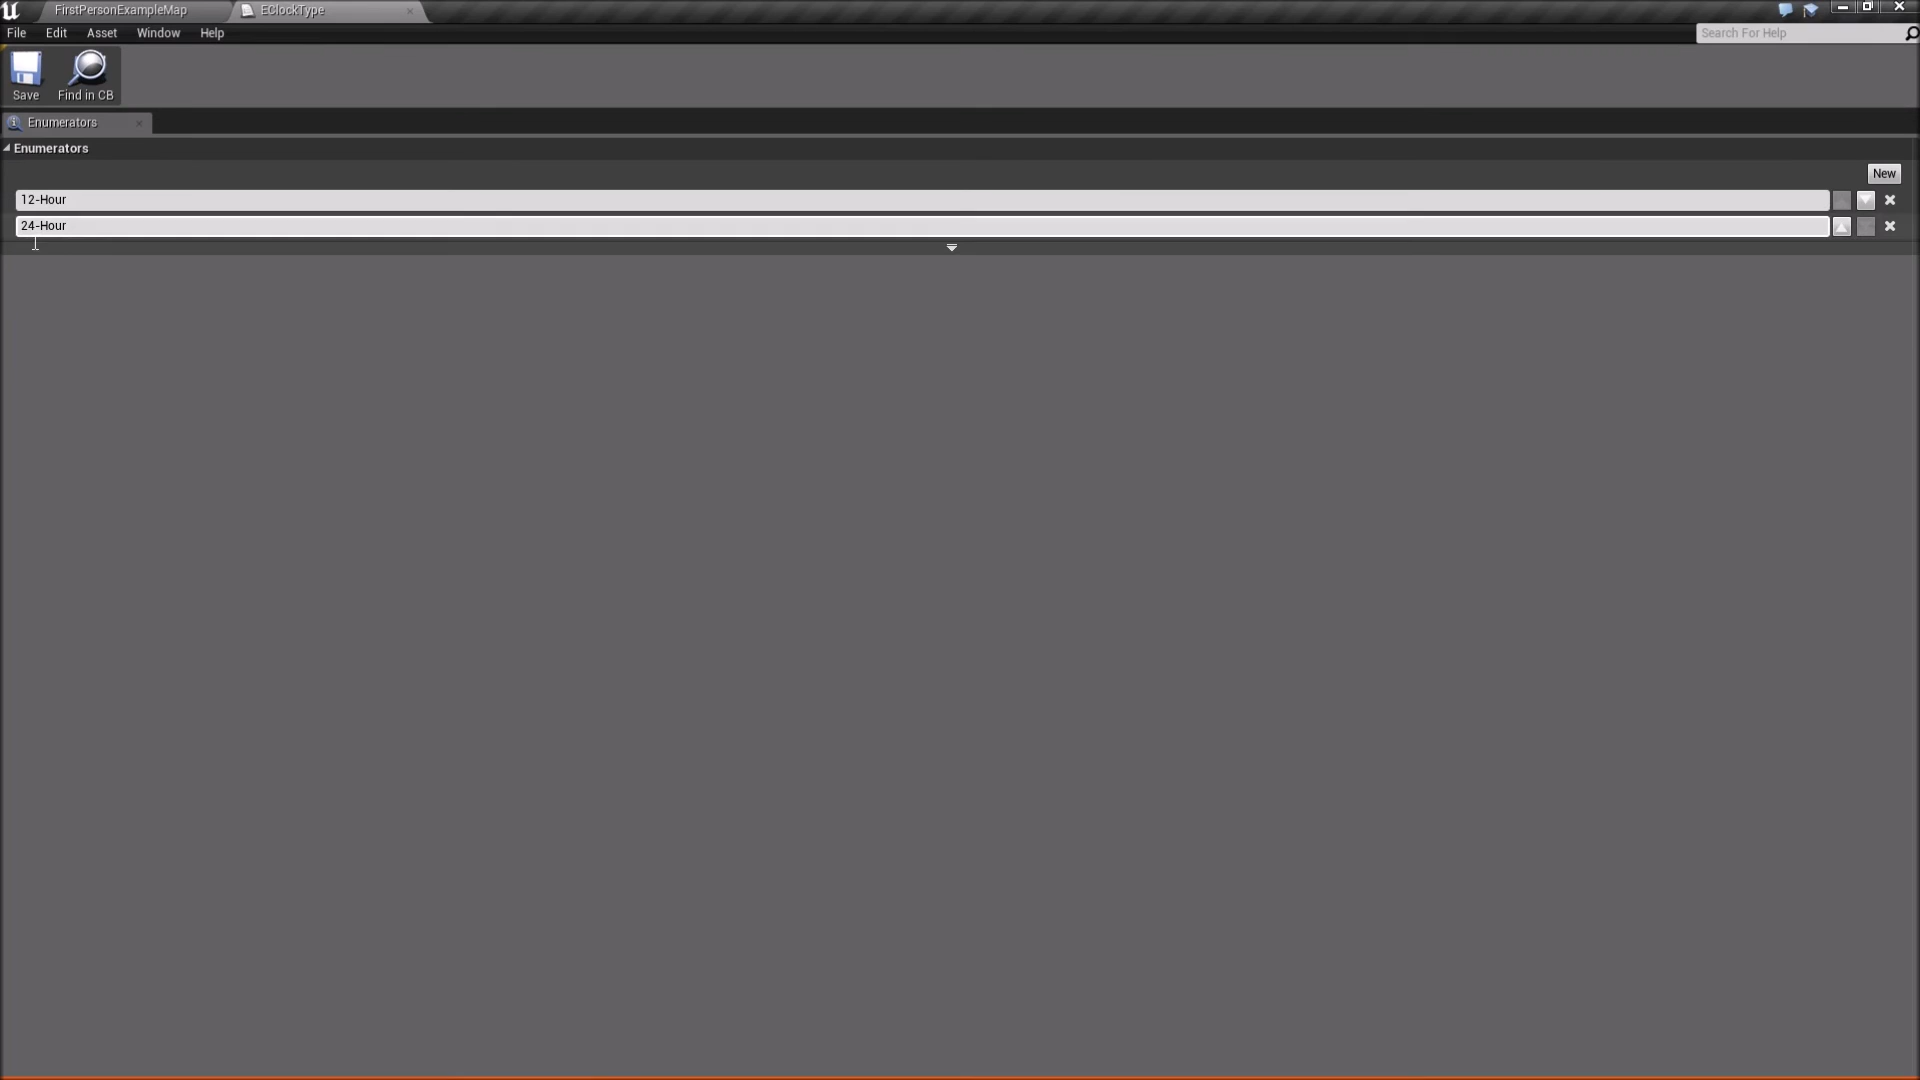 FirstPersonExampleMap
EClockType
File Edit Asset Window Help
Search For Help
Save
Find in CB
Enumerators
Enumerators
New
12-Hour
24-Hour